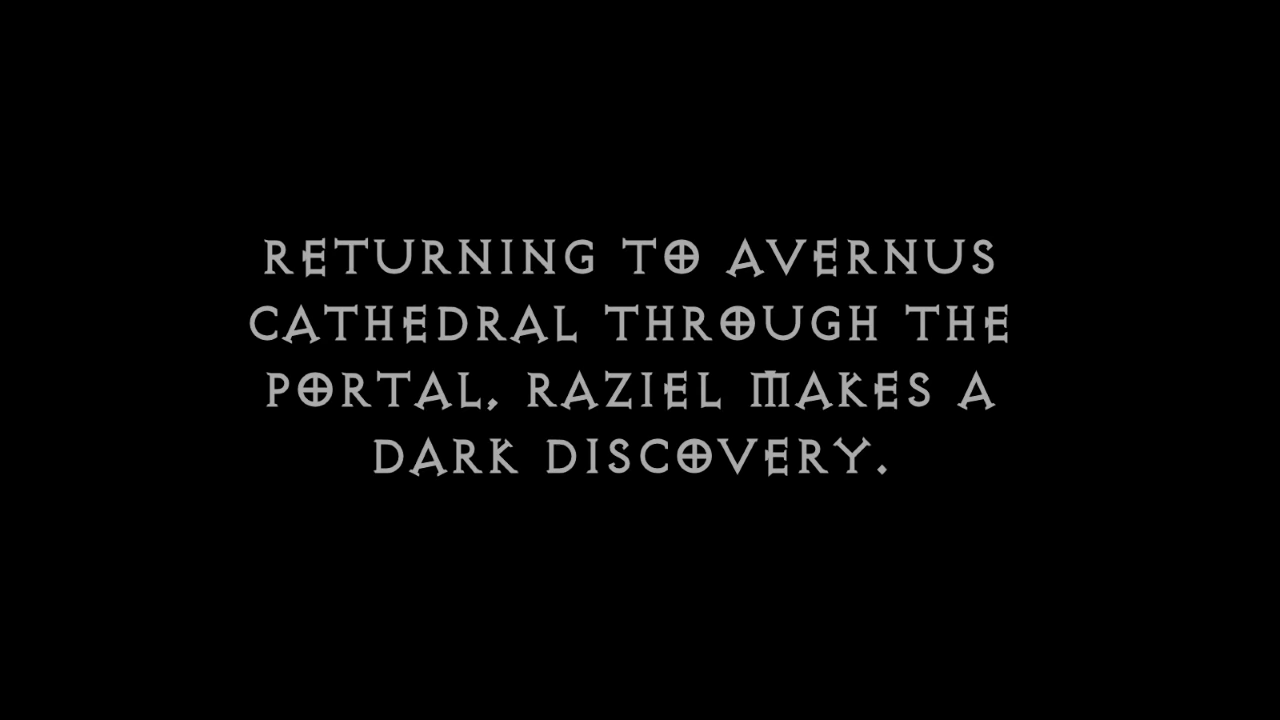 RETURNING TO AVERNUS
CATHEDRAL THROUGH THE
PORTAL, RAZIEL MAKES A
DARK DISCOVERY.